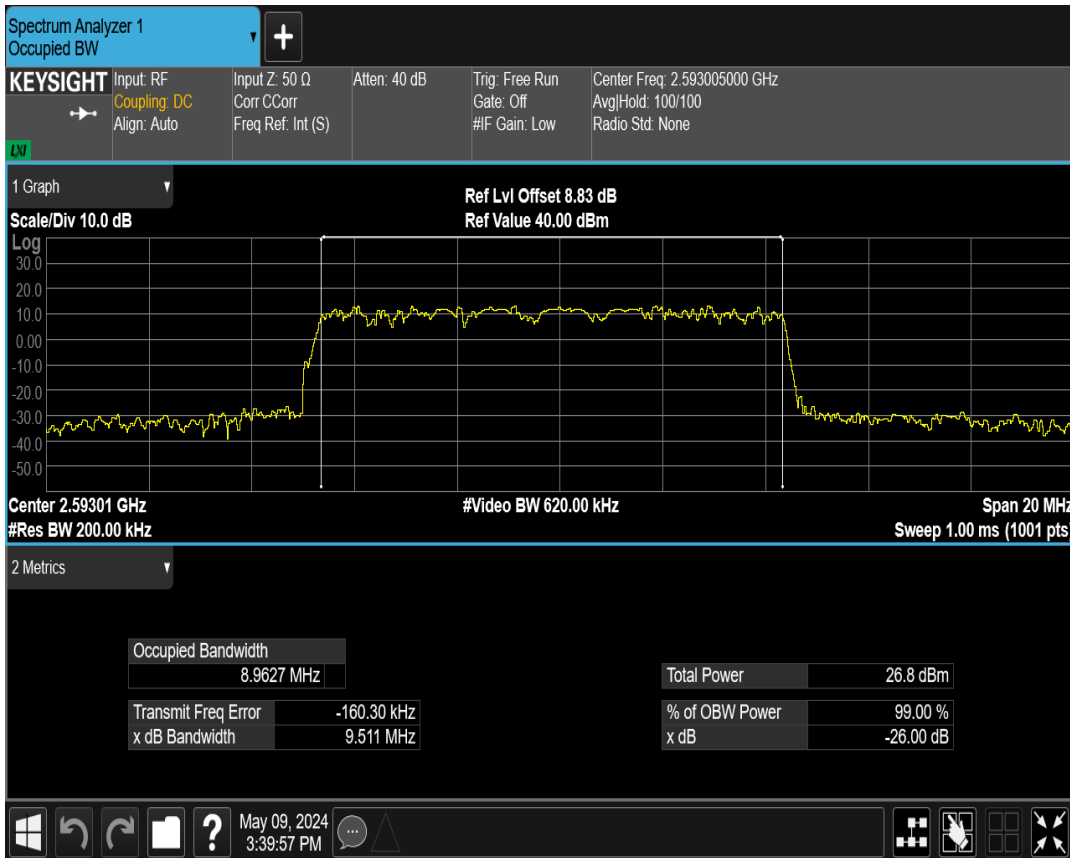 Spectrum Analyzer 1
Occupied BW
+
KEYSIGHT
LXI
Input: RF
Coupling: DC
Align: Auto
Input Z: 50 Ω
Corr CCorr
Freq Ref: Int (S)
Atten: 40 dB
Trig: Free Run
Gate: Off
#IF Gain: Low
Center Freq: 2.593005000 GHz
Avg|Hold: 100/100
Radio Std: None
1 Graph
Scale/Div 10.0 dB
Ref Lvl Offset 8.83 dB
Ref Value 40.00 dBm
Log
30.0
20.0
10.0
0.00
-10.0
-20.0
-30.0
-40.0
-50.0
Center 2.59301 GHz
#Video BW 620.00 kHz
Span 20 MHz
#Res BW 200.00 kHz
Sweep 1.00 ms (1001 pts)
2 Metrics
Occupied Bandwidth
8.9627 MHz
Total Power 26.8 dBm
Transmit Freq Error -160.30 kHz
% of OBW Power 99.00 %
x dB Bandwidth 9.511 MHz
x dB -26.00 dB
?
May 09, 2024
3:39:57 PM